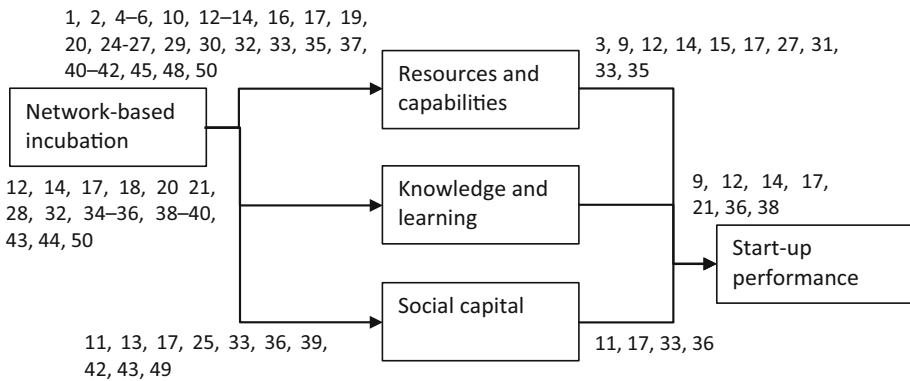 1, 2, 4–6, 10, 12–14, 16, 17, 19,
20, 24-27, 29, 30, 32, 33, 35, 37,
40–42, 45, 48, 50
Network-based
incubation
12, 14, 17, 18, 20 21,
28, 32, 34–36, 38–40,
43, 44, 50
11, 13, 17, 25, 33, 36, 39,
42, 43, 49
Resources and
capabilities
Knowledge and
learning
Social capital
3, 9, 12, 14, 15, 17, 27, 31,
33, 35
9, 12, 14, 17,
21, 36, 38
11, 17, 33, 36
Start-up
performance